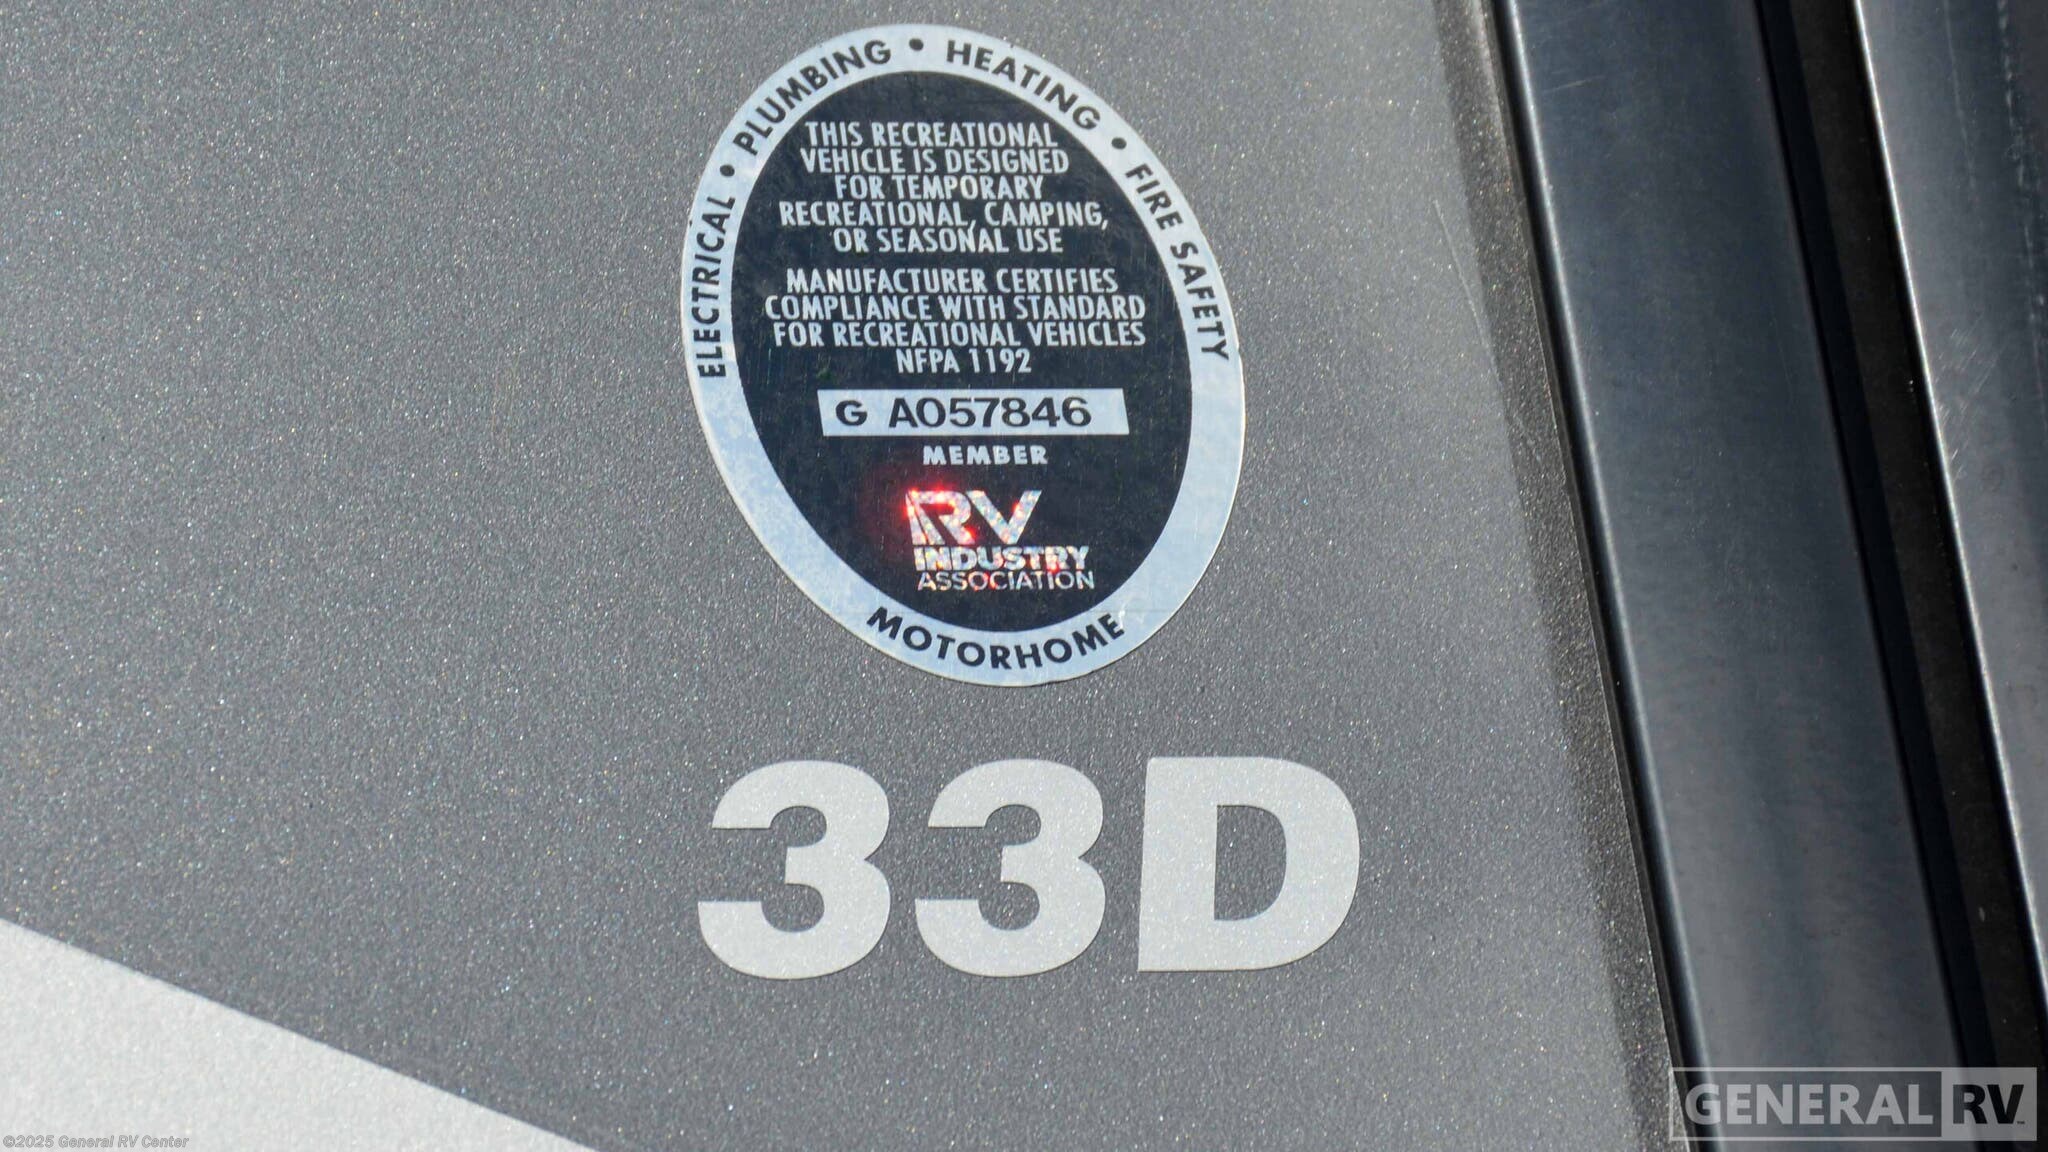 ELECTRICAL • PLUMBING • HEATING • FIRE SAFETY
THIS RECREATIONAL
VEHICLE IS DESIGNED
FOR TEMPORARY
RECREATIONAL, CAMPING,
OR SEASONAL USE
MANUFACTURER CERTIFIES
COMPLIANCE WITH STANDARD
FOR RECREATIONAL VEHICLES
NFPA 1192
G A057846
MEMBER
RV
INDUSTRY
ASSOCIATION
MOTORHOME
33D
GENERAL RV
©2025 General RV Center